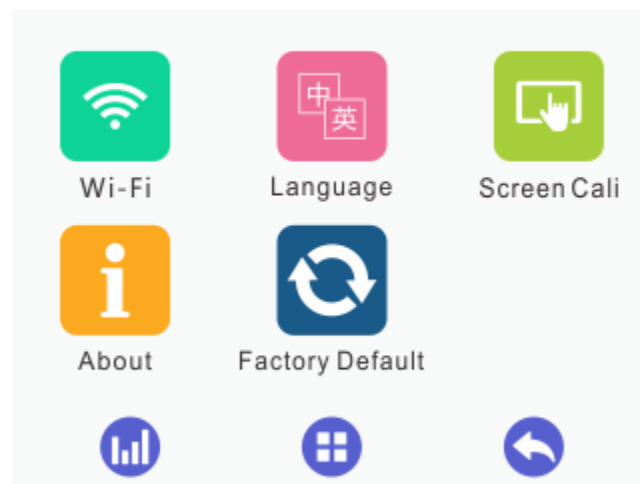 中
英
Wi-Fi
Language
Screen Cali
i
About
Factory Default